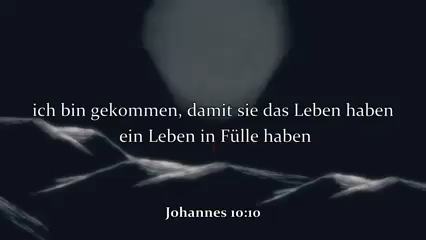 ich bin gekommen, damit sie das Leben haben
ein Leben in Fülle haben
Johannes 10:10